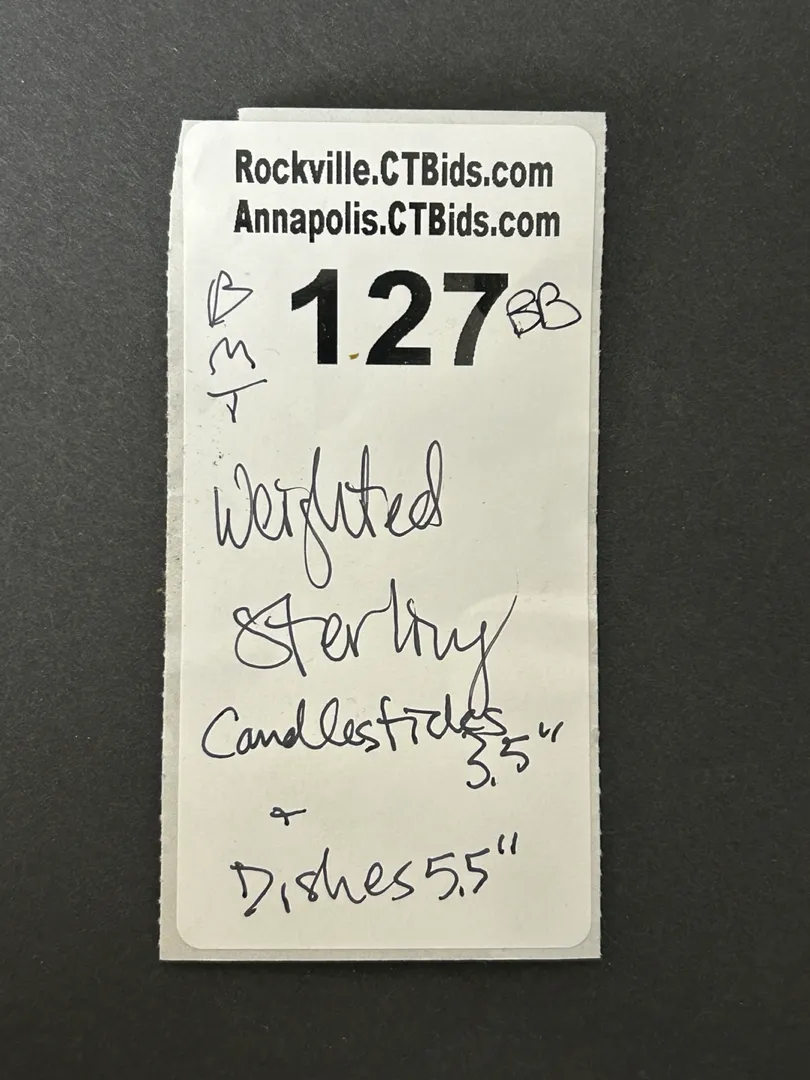 Rockville.CTBids.com
Annapolis.CTBids.com
127 BB
B
M
T
Weighted
Sterling
Candlesticks
3.5"
+
Dishes 5.5"